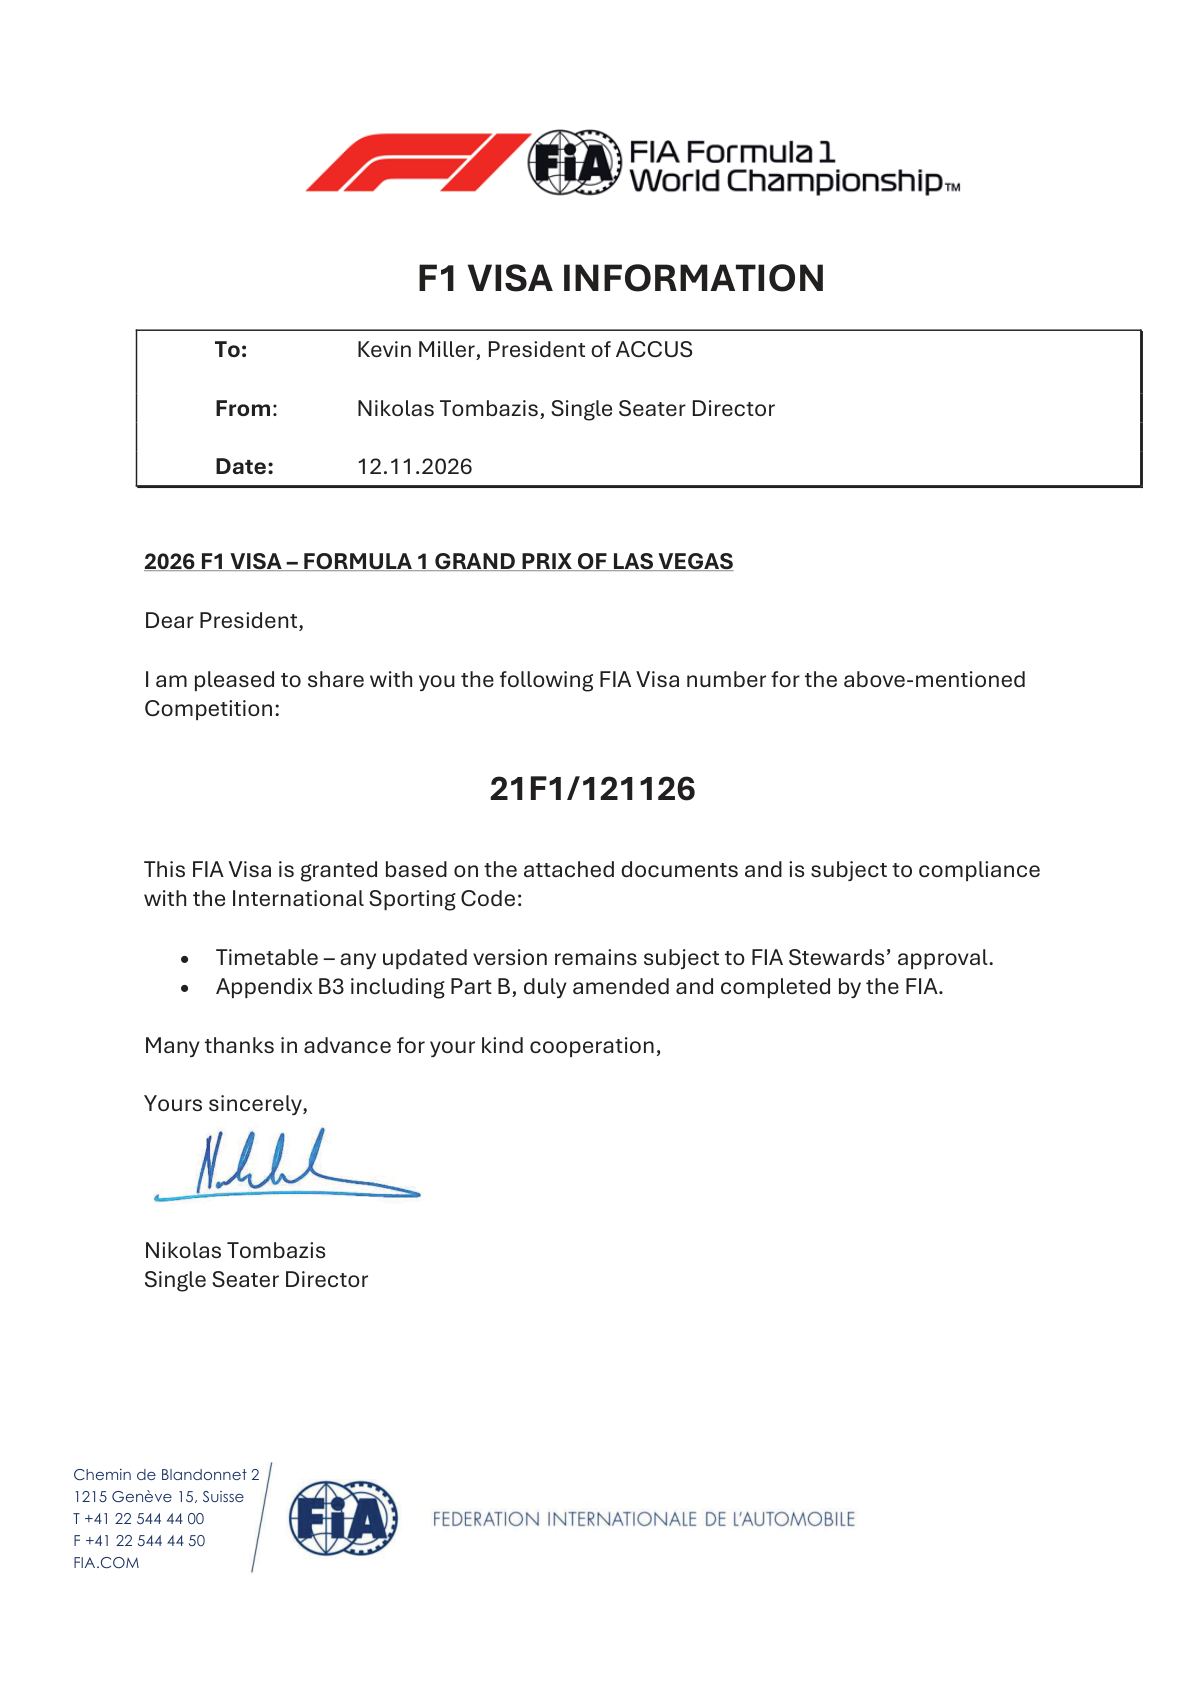 FIA
FIA Formula 1
World Championship™
F1 VISA INFORMATION
To: Kevin Miller, President of ACCUS
From: Nikolas Tombazis, Single Seater Director
Date: 12.11.2026
2026 F1 VISA – FORMULA 1 GRAND PRIX OF LAS VEGAS
Dear President,
I am pleased to share with you the following FIA Visa number for the above-mentioned
Competition:
21F1/121126
This FIA Visa is granted based on the attached documents and is subject to compliance
with the International Sporting Code:
• Timetable – any updated version remains subject to FIA Stewards’ approval.
• Appendix B3 including Part B, duly amended and completed by the FIA.
Many thanks in advance for your kind cooperation,
Yours sincerely,
Nikolas Tombazis
Single Seater Director
Chemin de Blandonnet 2
1215 Genève 15, Suisse
T +41 22 544 44 00
F +41 22 544 44 50
FIA.COM
FiA
FEDERATION INTERNATIONALE DE L’AUTOMOBILE